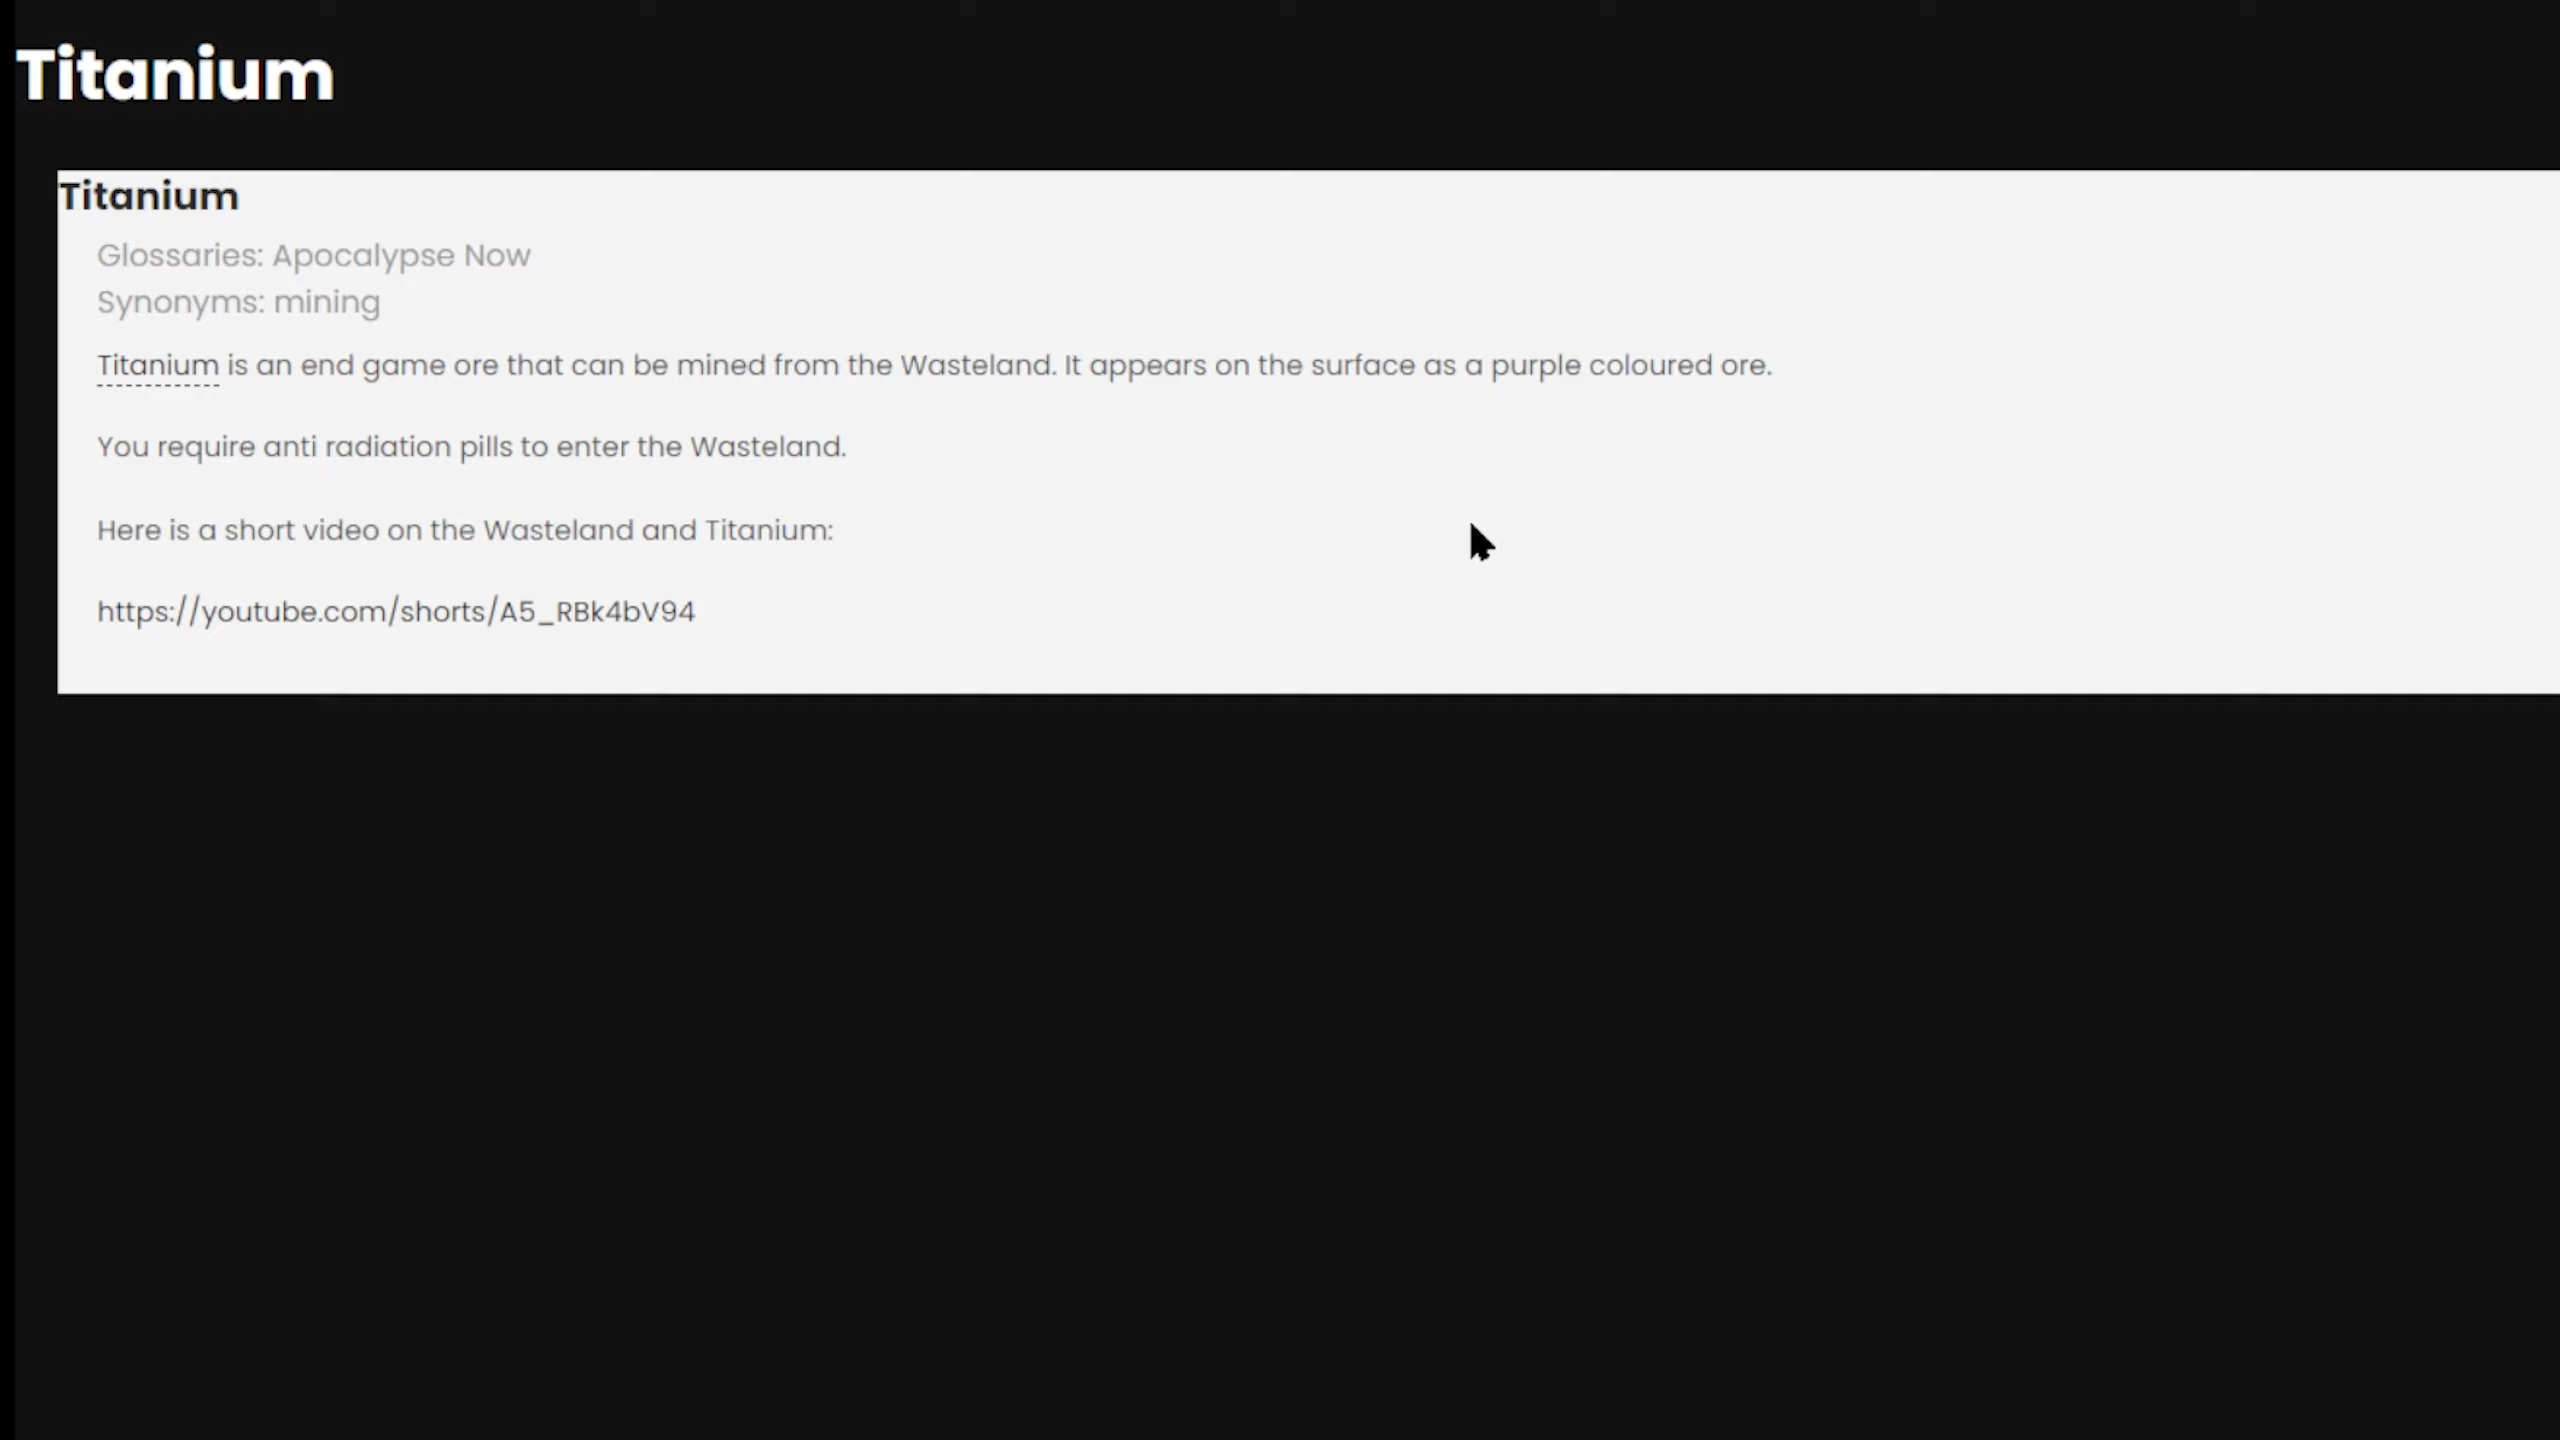 Titanium
Titanium
Glossaries: Apocalypse Now
Synonyms: mining
Titanium is an end game ore that can be mined from the Wasteland. It appears on the surface as a purple coloured ore.
You require anti radiation pills to enter the Wasteland.
Here is a short video on the Wasteland and Titanium:
https://youtube.com/shorts/A5_RBk4bV94